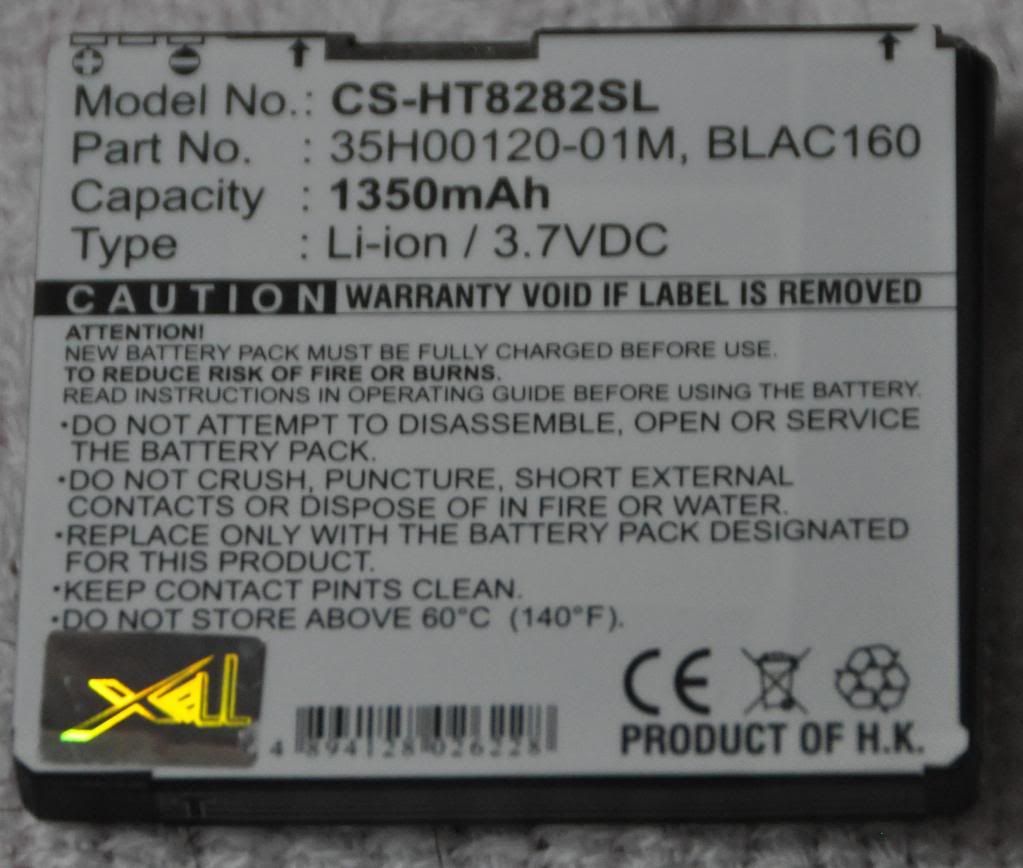 Model No.: CS-HT8282SL
Part No. : 35H00120-01M, BLAC160
Capacity : 1350mAh
Type : Li-ion / 3.7VDC
CAUTION WARRANTY VOID IF LABEL IS REMOVED
ATTENTION!
NEW BATTERY PACK MUST BE FULLY CHARGED BEFORE USE.
TO REDUCE RISK OF FIRE OR BURNS.
READ INSTRUCTIONS IN OPERATING GUIDE BEFORE USING THE BATTERY.
•DO NOT ATTEMPT TO DISASSEMBLE, OPEN OR SERVICE
THE BATTERY PACK.
•DO NOT CRUSH, PUNCTURE, SHORT EXTERNAL
CONTACTS OR DISPOSE OF IN FIRE OR WATER.
•REPLACE ONLY WITH THE BATTERY PACK DESIGNATED
FOR THIS PRODUCT.
•KEEP CONTACT PINTS CLEAN.
•DO NOT STORE ABOVE 60°C (140°F).
CE
4 894128 026228
PRODUCT OF H.K.